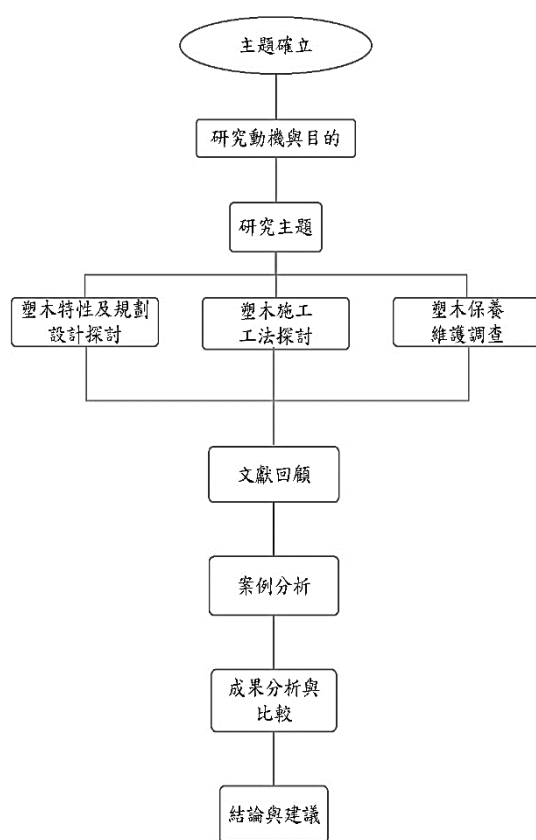 主題確立
研究動機與目的
研究主題
塑木特性及規劃
設計探討
塑木施工
工法探討
塑木保養
維護調查
文獻回顧
案例分析
成果分析與
比較
結論與建議